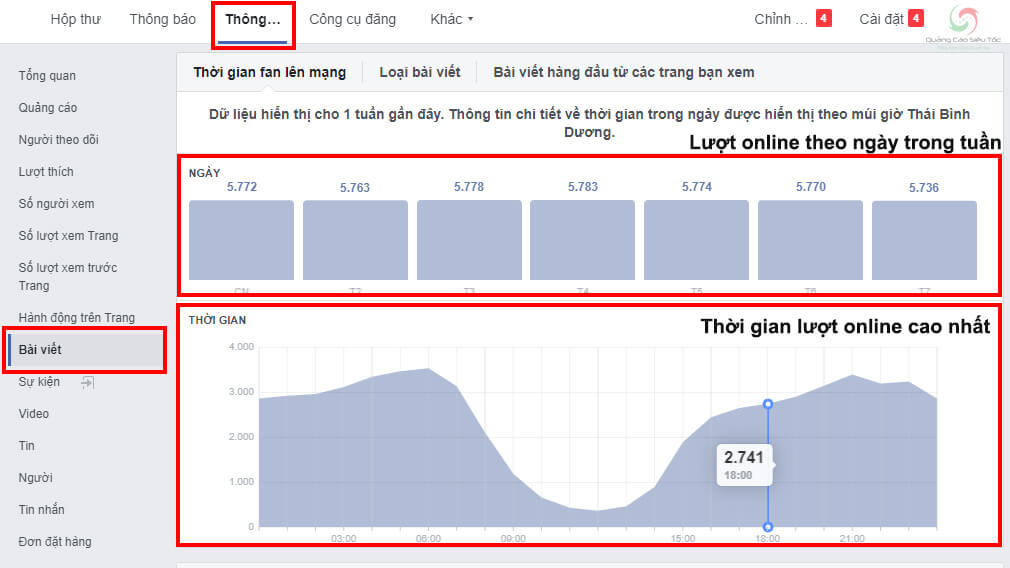 Hộp thư
Thông báo
Thông...
Công cụ đăng
Khác
Chỉnh ... 4
Cài đặt 4
Quảng Cáo Siêu Tốc
Tổng quan
Quảng cáo
Người theo dõi
Lượt thích
Số người xem
Số lượt xem Trang
Số lượt xem trước
Trang
Hành động trên Trang
Bài viết
Sự kiện
Video
Tin
Người
Tin nhắn
Đơn đặt hàng
Thời gian fan lên mạng
Loại bài viết
Bài viết hàng đầu từ các trang bạn xem
Dữ liệu hiển thị cho 1 tuần gần đây. Thông tin chi tiết về thời gian trong ngày được hiển thị theo múi giờ Thái Bình
Dương.
Lượt online theo ngày trong tuần
NGÀY
5.772 5.763 5.778 5.783 5.774 5.770 5.736
CN T2 T3 T4 T5 T6 T7
THỜI GIAN
Thời gian lượt online cao nhất
4.000
3.000
2.000
1.000
0
2.741
18:00
03:00 06:00 09:00 15:00 18:00 21:00